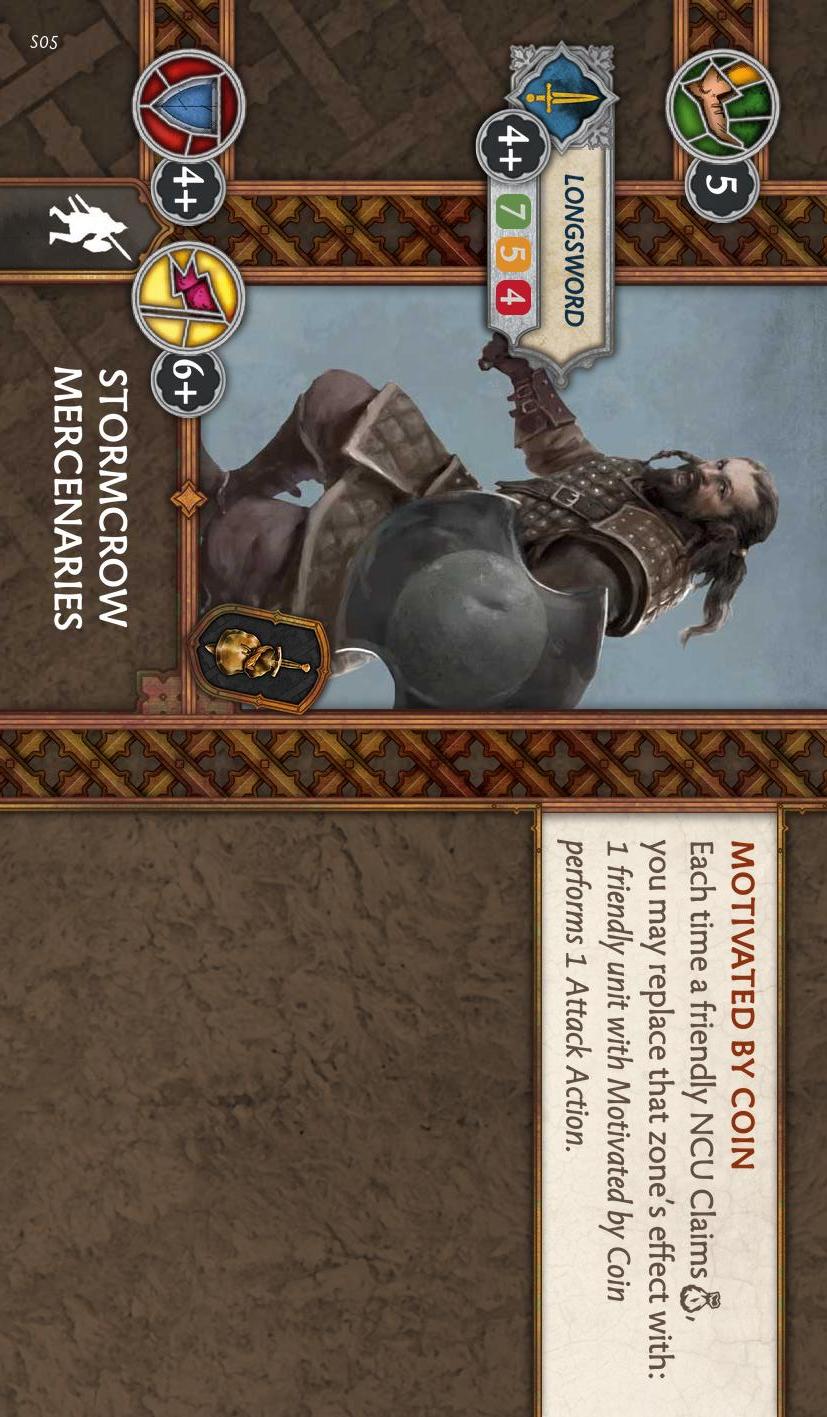 5
LONGSWORD
4+
7 5 4
4+
6+
STORMCROW
MERCENARIES
S05
MOTIVATED BY COIN
Each time a friendly NCU Claims ,
you may replace that zone's effect with:
1 friendly unit with Motivated by Coin
performs 1 Attack Action.